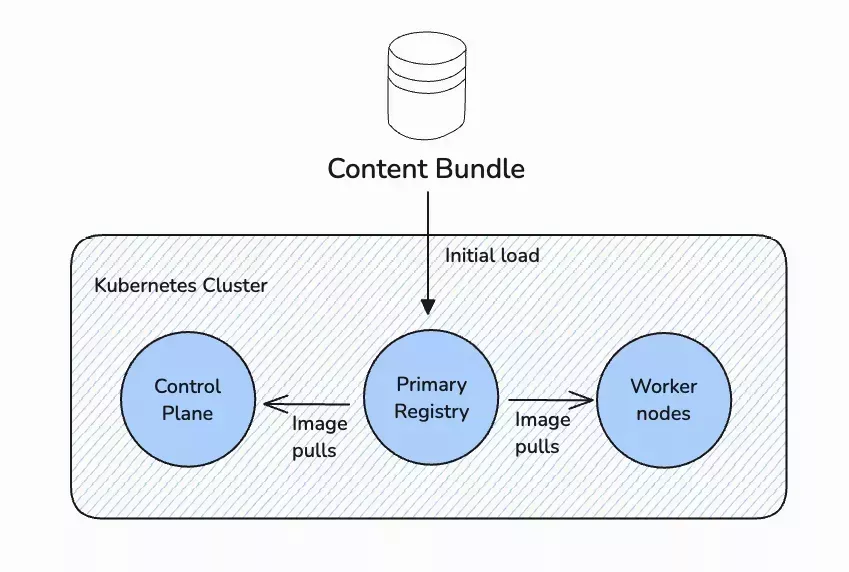 Content Bundle
Initial load
Kubernetes Cluster
Control
Plane
Image
pulls
Primary
Registry
Image
pulls
Worker
nodes